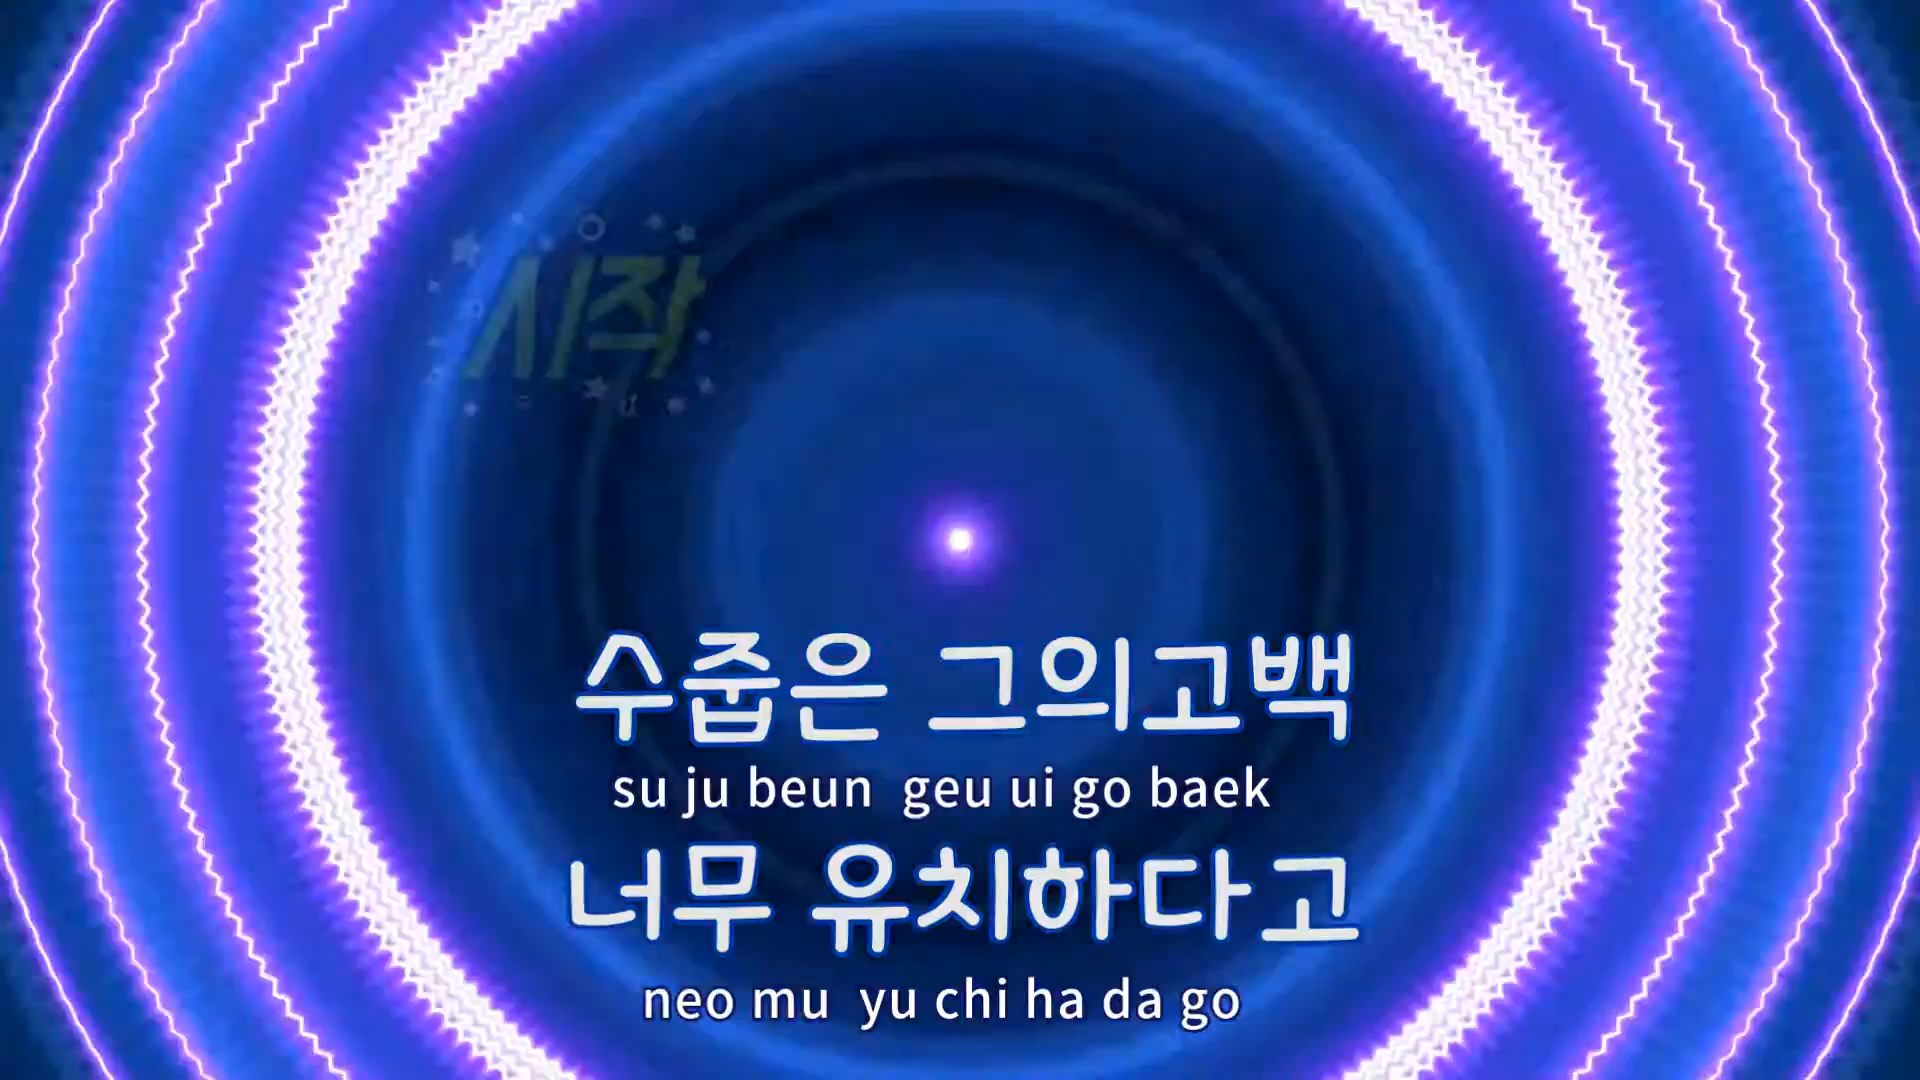 시작
수줍은 그의고백
su ju beun geu ui go baek
너무 유치하다고
neo mu yu chi ha da go